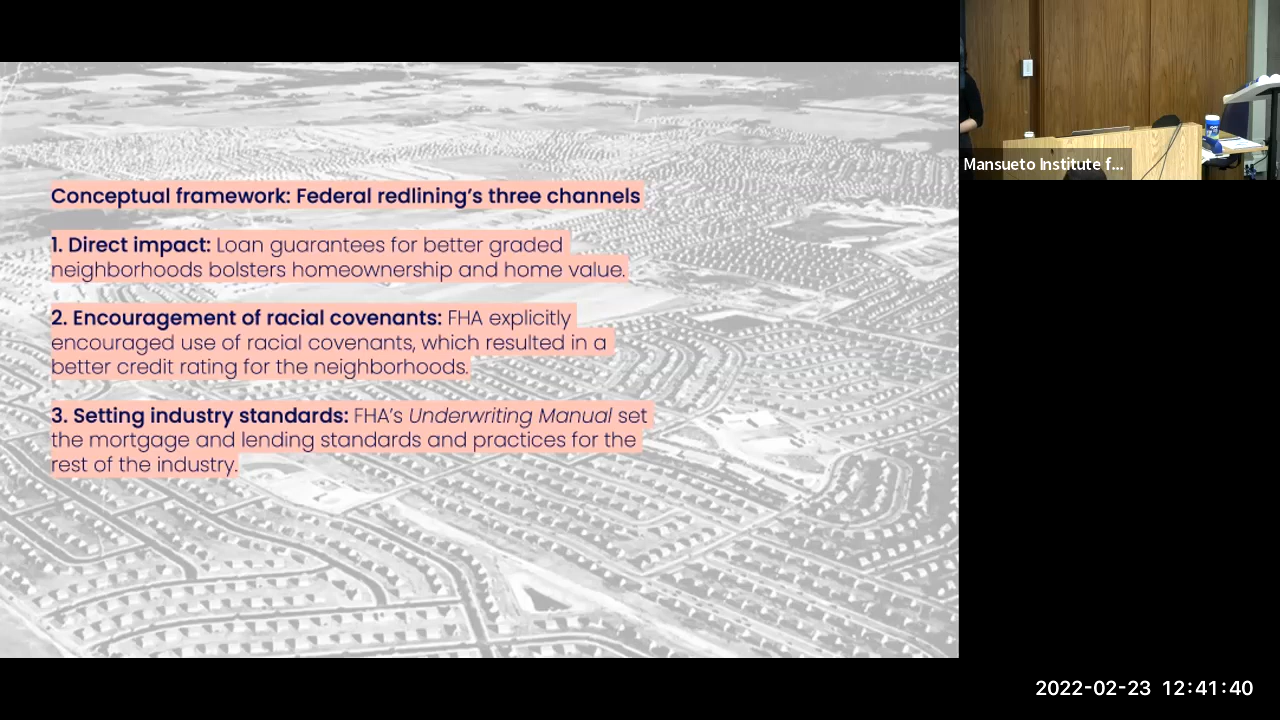 Conceptual framework: Federal redlining's three channels
1. Direct impact: Loan guarantees for better graded
neighborhoods bolsters homeownership and home value.
2. Encouragement of racial covenants: FHA explicitly
encouraged use of racial covenants, which resulted in a
better credit rating for the neighborhoods.
3. Setting industry standards: FHA's Underwriting Manual set
the mortgage and lending standards and practices for the
rest of the industry.
Mansueto Institute f...
2022-02-23 12:41:40